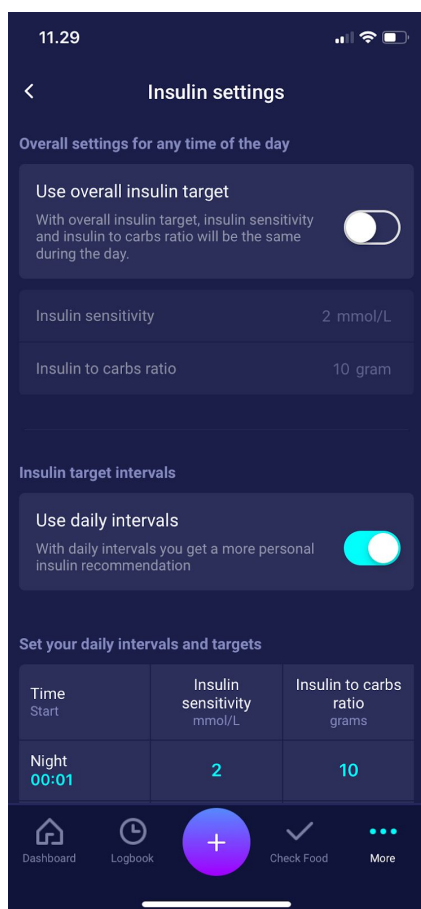 11.29
Insulin settings
Overall settings for any time of the day
Use overall insulin target
With overall insulin target, insulin sensitivity
and insulin to carbs ratio will be the same
during the day.
Insulin sensitivity 2 mmol/L
Insulin to carbs ratio 10 gram
Insulin target intervals
Use daily intervals
With daily intervals you get a more personal
insulin recommendation
Set your daily intervals and targets
Time
Start
Insulin
sensitivity
mmol/L
Insulin to carbs
ratio
grams
Night
00:01
2
10
Dashboard
Logbook
Check Food
More